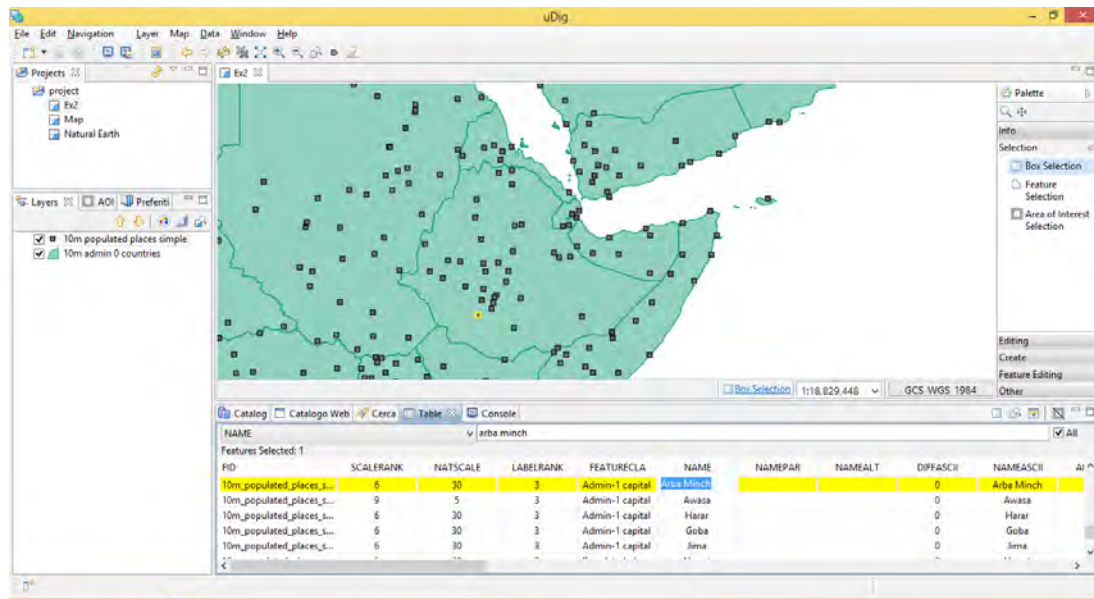 uDig
File Edit Navigation Layer Map Data Window Help
Projects
project
Ex2
Map
Natural Earth
Layers AOI Preferiti
10m populated places simple
10m admin 0 countries
Ex2
Palette
Info
Selection
Box Selection
Feature
Selection
Area of Interest
Selection
Editing
Create
Feature Editing
Other
Box Selection 1:18,829,448 GCS WGS 1984
Catalog Catalogo Web Cerca Table Console
NAME arba minch All
Features Selected: 1
FID SCALERANK NATSCALE LABELRANK FEATURECLA NAME NAMEPAR NAMEALT DIFFASCII NAMEASCII
10m_populated_places_s... 6 30 3 Admin-1 capital Arba Minch 0 Arba Minch
10m_populated_places_s... 9 5 3 Admin-1 capital Awasa 0 Awasa
10m_populated_places_s... 6 30 3 Admin-1 capital Harar 0 Harar
10m_populated_places_s... 6 30 3 Admin-1 capital Goba 0 Goba
10m_populated_places_s... 6 30 3 Admin-1 capital Jima 0 Jima